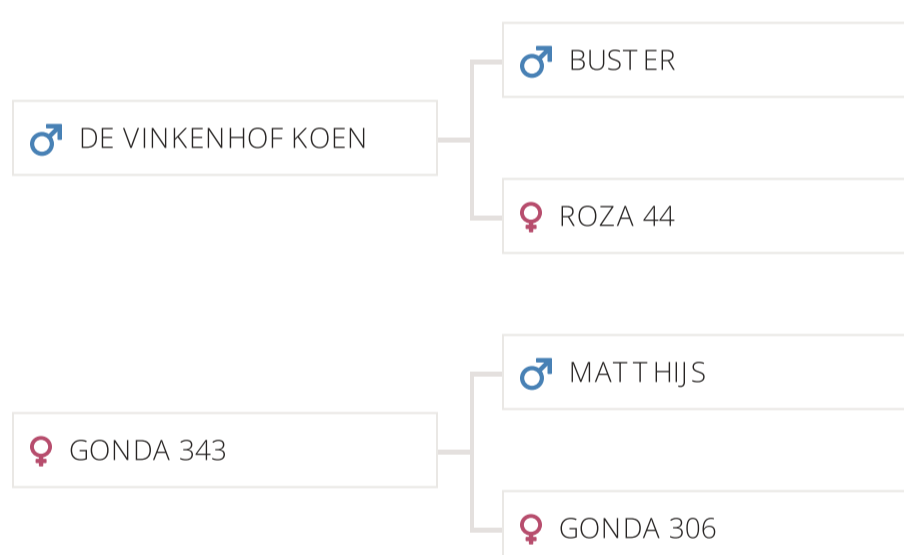 BUSTER
DE VINKENHOF KOEN
ROZA 44
MATTHIJS
GONDA 343
GONDA 306